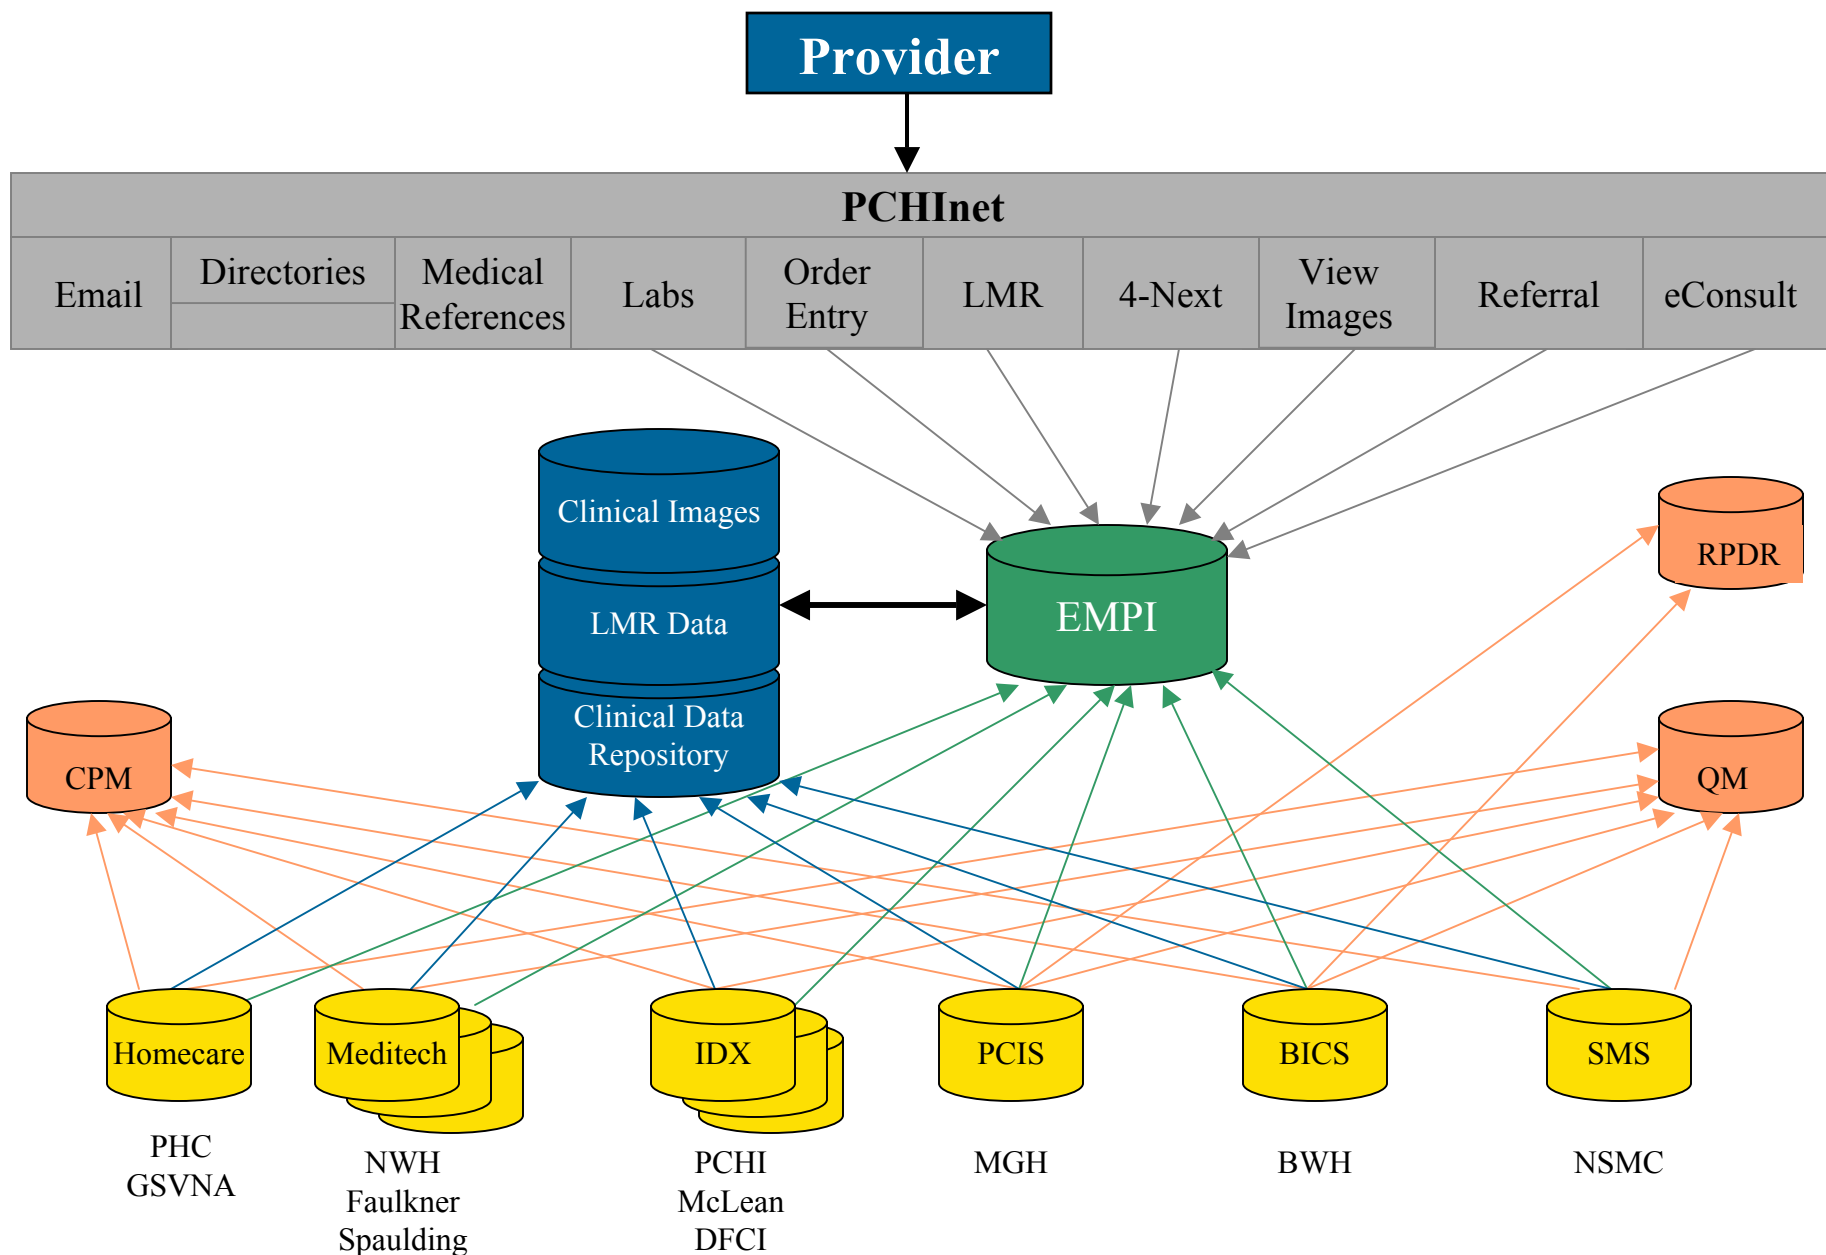 Provider
PCHInet
Email
Directories
Medical
References
Labs
Order
Entry
LMR
4-Next
View
Images
Referral
eConsult
Clinical Images
LMR Data
Clinical Data
Repository
EMPI
RPDR
CPM
QM
Homecare
Meditech
IDX
PCIS
BICS
SMS
PHC
GSVNA
NWH
Faulkner
Spaulding
PCHI
McLean
DFCI
MGH
BWH
NSMC